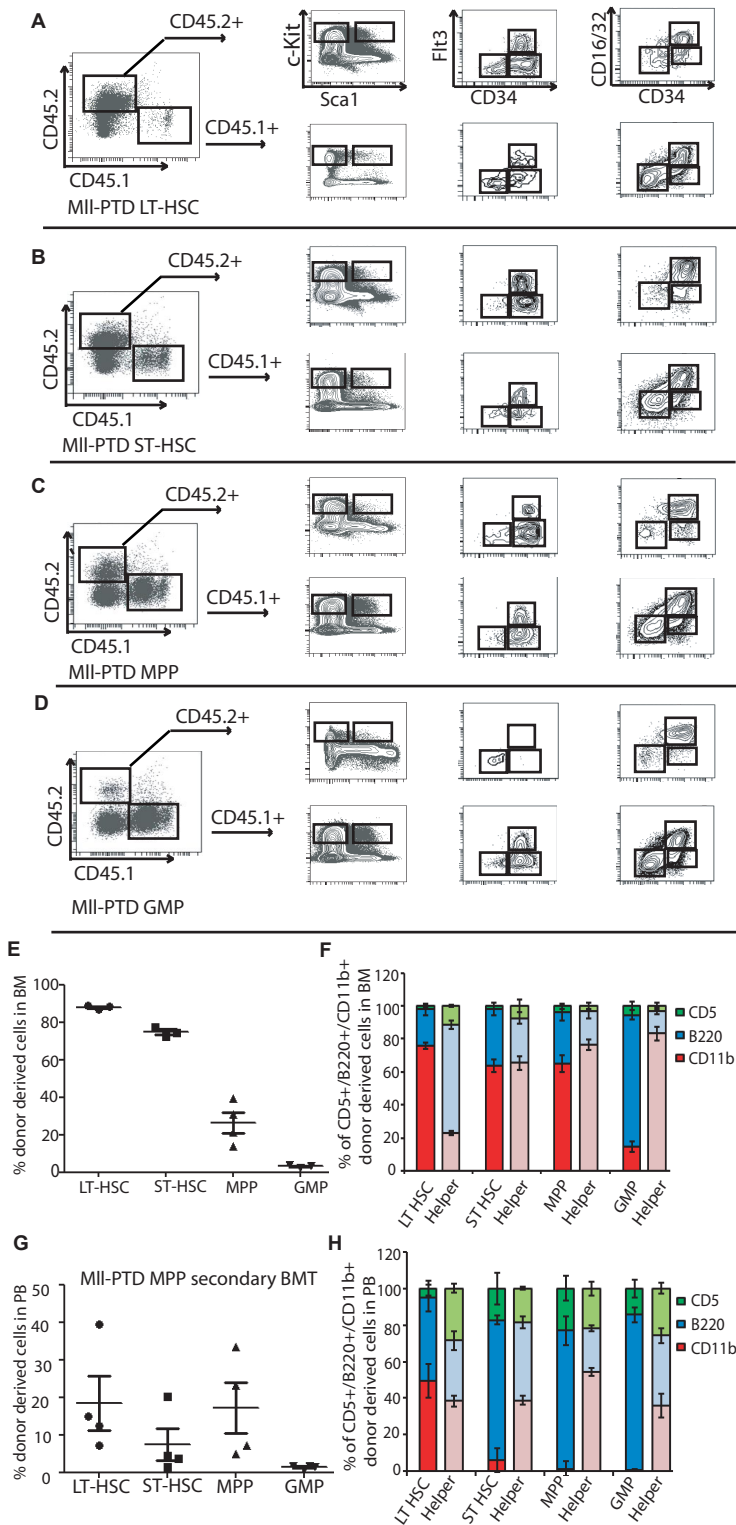 A
CD45.2+
CD45.2
CD45.1
CD45.1+
Mll-PTD LT-HSC
c-Kit
Sca1
Flt3
CD34
CD16/32
CD34
B
CD45.2+
CD45.2
CD45.1
CD45.1+
Mll-PTD ST-HSC
C
CD45.2+
CD45.2
CD45.1
CD45.1+
Mll-PTD MPP
D
CD45.2+
CD45.2
CD45.1
CD45.1+
Mll-PTD GMP
E
% donor derived cells in BM
100
80
60
40
20
0
LT-HSC
ST-HSC
MPP
GMP
F
% of CD5+/B220+/CD11b+
donor derived cells in BM
120
100
80
60
40
20
0
LT HSC
Helper
ST HSC
Helper
MPP
Helper
GMP
Helper
CD5
B220
CD11b
G
Mll-PTD MPP secondary BMT
% donor derived cells in PB
50
40
30
20
10
0
LT-HSC
ST-HSC
MPP
GMP
H
% of CD5+/B220+/CD11b+
donor derived cells in PB
120
100
80
60
40
20
0
LT HSC
Helper
ST HSC
Helper
MPP
Helper
GMP
Helper
CD5
B220
CD11b